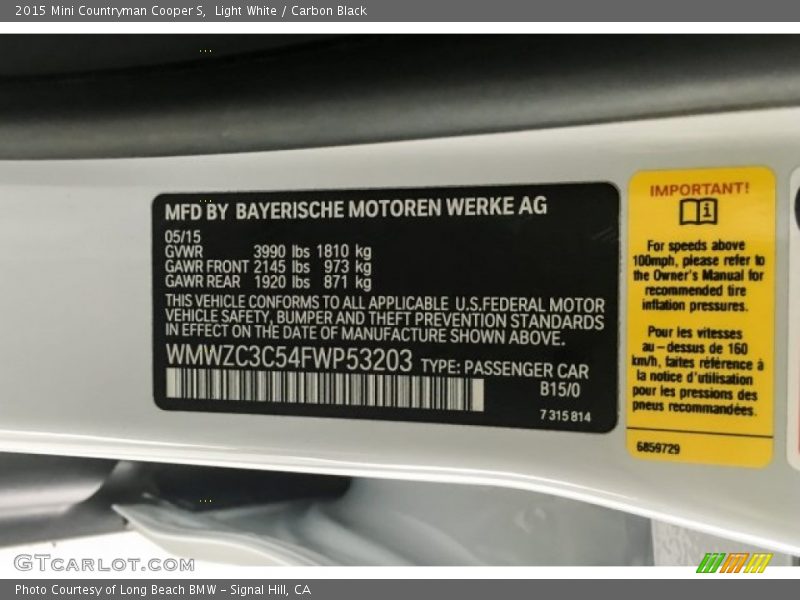 2015 Mini Countryman Cooper S,  Light White / Carbon Black
MFD BY BAYERISCHE MOTOREN WERKE AG
05/15
GVWR 3990 lbs 1810 kg
GAWR FRONT 2145 lbs 973 kg
GAWR REAR 1920 lbs 871 kg
THIS VEHICLE CONFORMS TO ALL APPLICABLE U.S.FEDERAL MOTOR
VEHICLE SAFETY, BUMPER AND THEFT PREVENTION STANDARDS
IN EFFECT ON THE DATE OF MANUFACTURE SHOWN ABOVE.
WMWZC3C54FWP53203 TYPE: PASSENGER CAR
B15/0
7 315 814
IMPORTANT!
For speeds above
100mph, please refer to
the Owner's Manual for
recommended tire
inflation pressures.
Pour les vitesses
au – dessus de 160
km/h, faites référence à
la notice d'utilisation
pour les pressions des
pneus recommandées.
6859729
GTCARLOT.COM
Photo Courtesy of Long Beach BMW - Signal Hill, CA